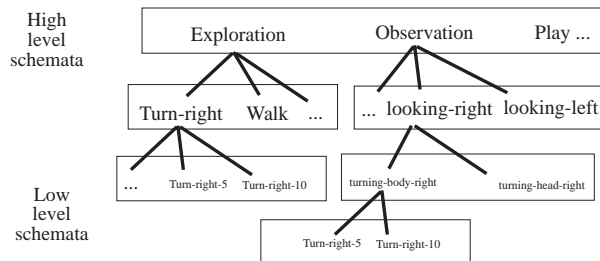 High
level
schemata
Exploration Observation Play ...
Turn-right Walk ...
... looking-right looking-left
... Turn-right-5 Turn-right-10
turning-body-right turning-head-right
Low
level
schemata
Turn-right-5 Turn-right-10